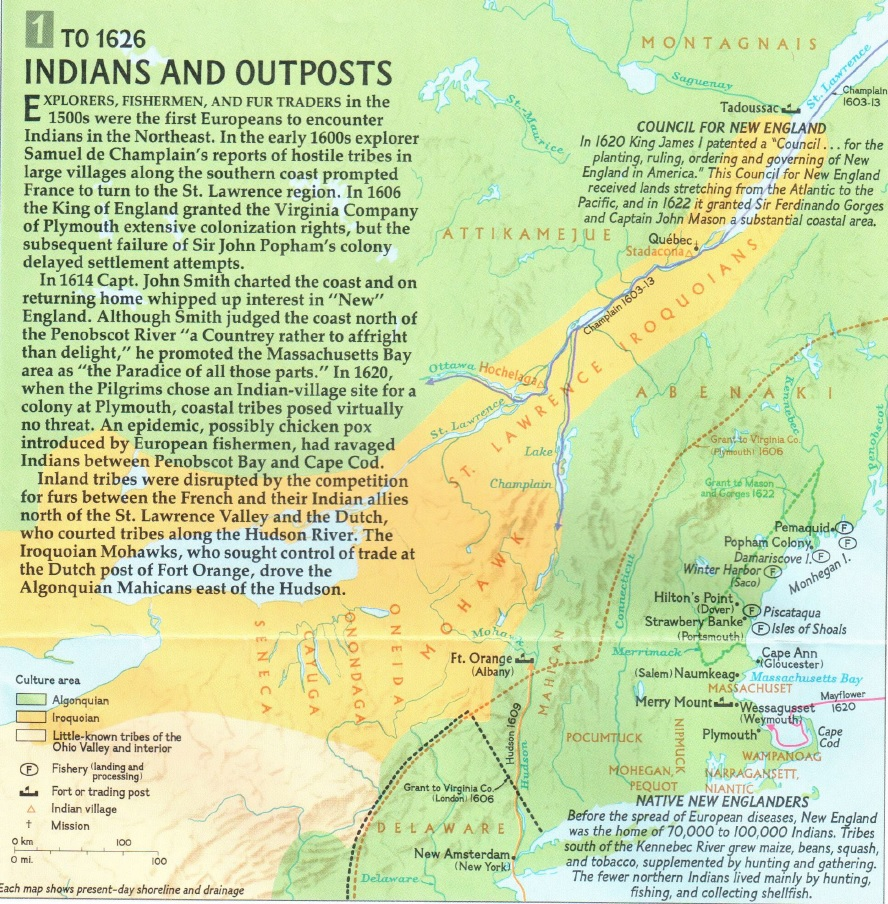 1 TO 1626
INDIANS AND OUTPOSTS
EXPLORERS, FISHERMEN, AND FUR TRADERS in the
1500s were the first Europeans to encounter
Indians in the Northeast. In the early 1600s explorer
Samuel de Champlain's reports of hostile tribes in
large villages along the southern coast prompted
France to turn to the St. Lawrence region. In 1606
the King of England granted the Virginia Company
of Plymouth extensive colonization rights, but the
subsequent failure of Sir John Popham's colony
delayed settlement attempts.
In 1614 Capt. John Smith charted the coast and on
returning home whipped up interest in "New"
England. Although Smith judged the coast north of
the Penobscot River "a Countrey rather to affright
than delight," he promoted the Massachusetts Bay
area as "the Paradice of all those parts." In 1620,
when the Pilgrims chose an Indian-village site for a
colony at Plymouth, coastal tribes posed virtually
no threat. An epidemic, possibly chicken pox
introduced by European fishermen, had ravaged
Indians between Penobscot Bay and Cape Cod.
Inland tribes were disrupted by the competition
for furs between the French and their Indian allies
north of the St. Lawrence Valley and the Dutch,
who courted tribes along the Hudson River. The
Iroquoian Mohawks, who sought control of trade at
the Dutch post of Fort Orange, drove the
Algonquian Mahicans east of the Hudson.
MONTAGNAIS
Saguenay
St. Lawrence
Champlain
1603-13
Tadoussac
St.-Maurice
COUNCIL FOR NEW ENGLAND
In 1620 King James I patented a "Council . . . for the
planting, ruling, ordering and governing of New
England in America." This Council for New England
received lands stretching from the Atlantic to the
Pacific, and in 1622 it granted Sir Ferdinando Gorges
and Captain John Mason a substantial coastal area.
ATTIKAMEJUE
Québec
Stadacona
Champlain 1603-13
ST. LAWRENCE IROQUOIANS
Ottawa
Hochelaga
St. Lawrence
ABENAKI
Kennebec
Penobscot
Grant to Virginia Co.
(Plymouth) 1606
Lake
Champlain
Grant to Mason
and Gorges 1622
Pemaquid F
Popham Colony F
Damariscove I. F
Monhegan I.
Winter Harbor F
(Saco)
Connecticut
Hilton's Point
(Dover)
F Piscataqua
Strawbery Banke
(Portsmouth)
F Isles of Shoals
MOHAWK
ONEIDA
ONONDAGA
CAYUGA
SENECA
Mohawk
Ft. Orange
(Albany)
MAHICAN
Merrimack
Cape Ann
(Gloucester)
(Salem) Naumkeag
Massachusetts Bay
MASSACHUSET
Mayflower
1620
Merry Mount
Wessagusset
(Weymouth)
Plymouth
Cape
Cod
WAMPANOAG
Hudson 1609
Hudson
POCUMTUCK
NIPMUCK
MOHEGAN,
PEQUOT
NARRAGANSETT,
NIANTIC
Grant to Virginia Co.
(London) 1606
DELAWARE
New Amsterdam
(New York)
Delaware
NATIVE NEW ENGLANDERS
Before the spread of European diseases, New England
was the home of 70,000 to 100,000 Indians. Tribes
south of the Kennebec River grew maize, beans, squash,
and tobacco, supplemented by hunting and gathering.
The fewer northern Indians lived mainly by hunting,
fishing, and collecting shellfish.
Culture area
Algonquian
Iroquoian
Little-known tribes of the
Ohio Valley and interior
F Fishery (landing and
processing)
Fort or trading post
Indian village
Mission
0 km 100
0 mi. 100
Each map shows present-day shoreline and drainage